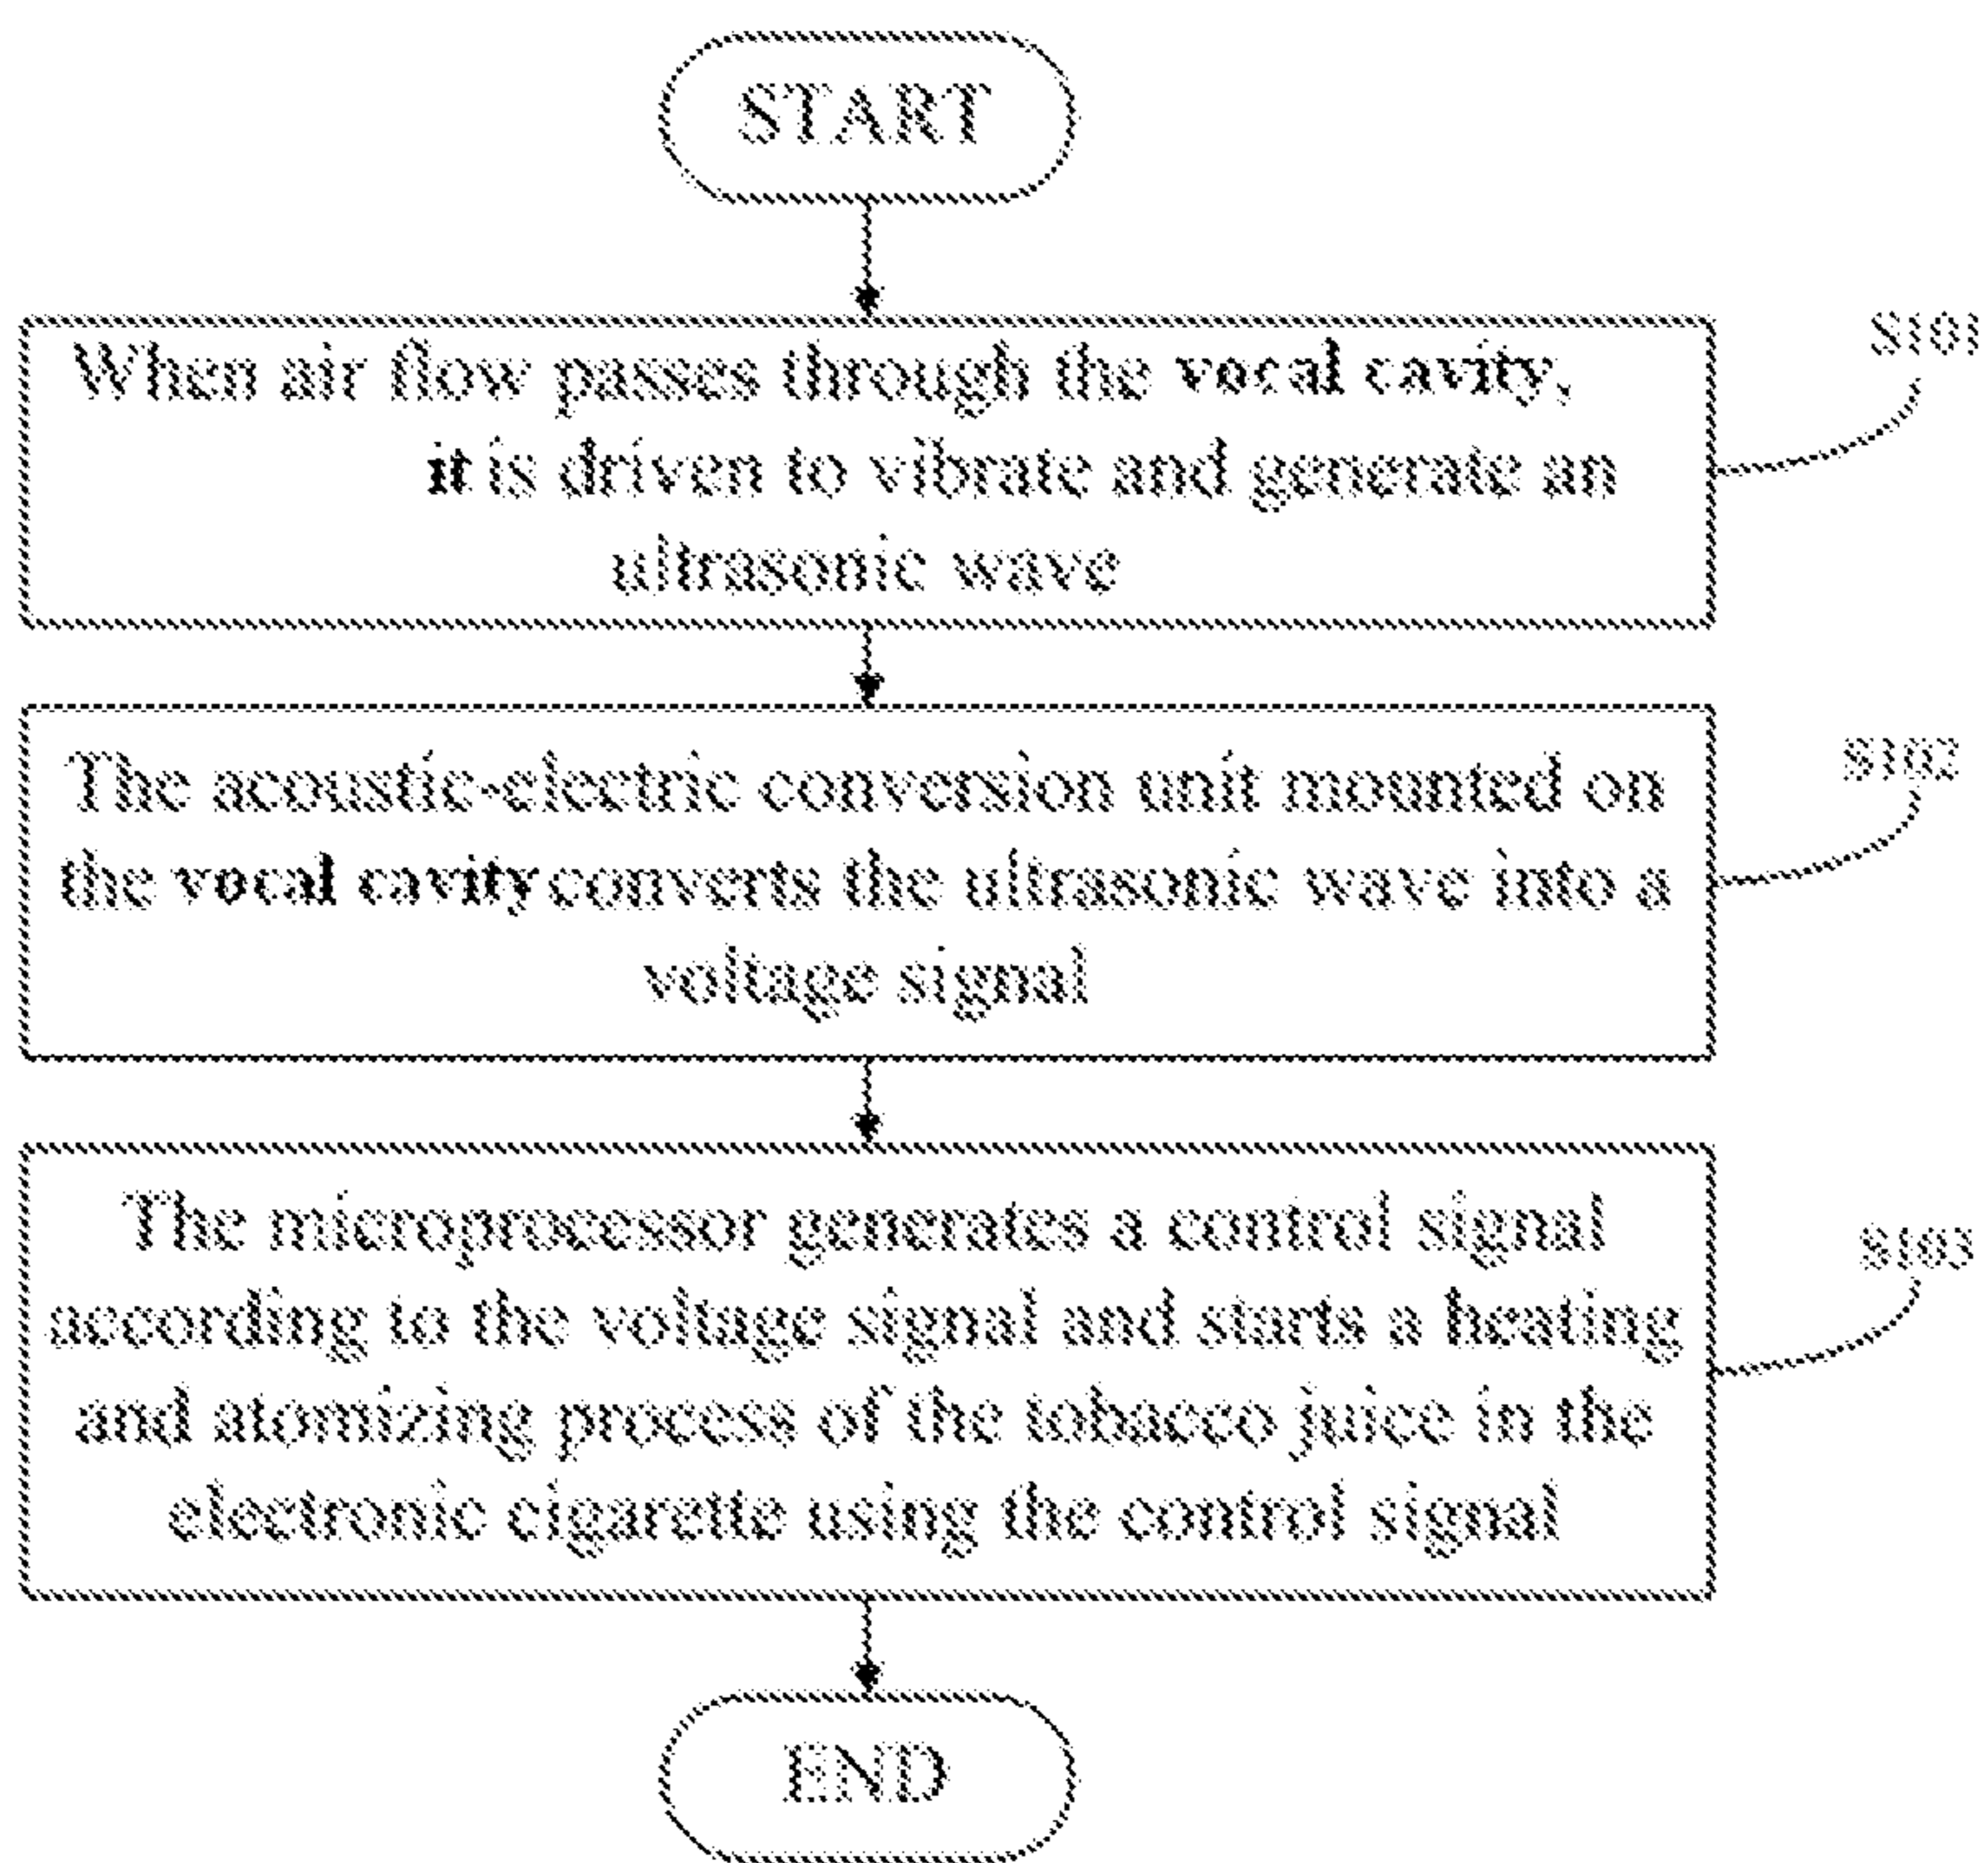 START
When air flow passes through the vocal cavity,
it is driven to vibrate and generate an
ultrasonic wave
S101
The acoustic-electric conversion unit mounted on
the vocal cavity converts the ultrasonic wave into a
voltage signal
S102
The microprocessor generates a control signal
according to the voltage signal and starts a heating
and atomizing process of the tobacco juice in the
electronic cigarette using the control signal
S103
END